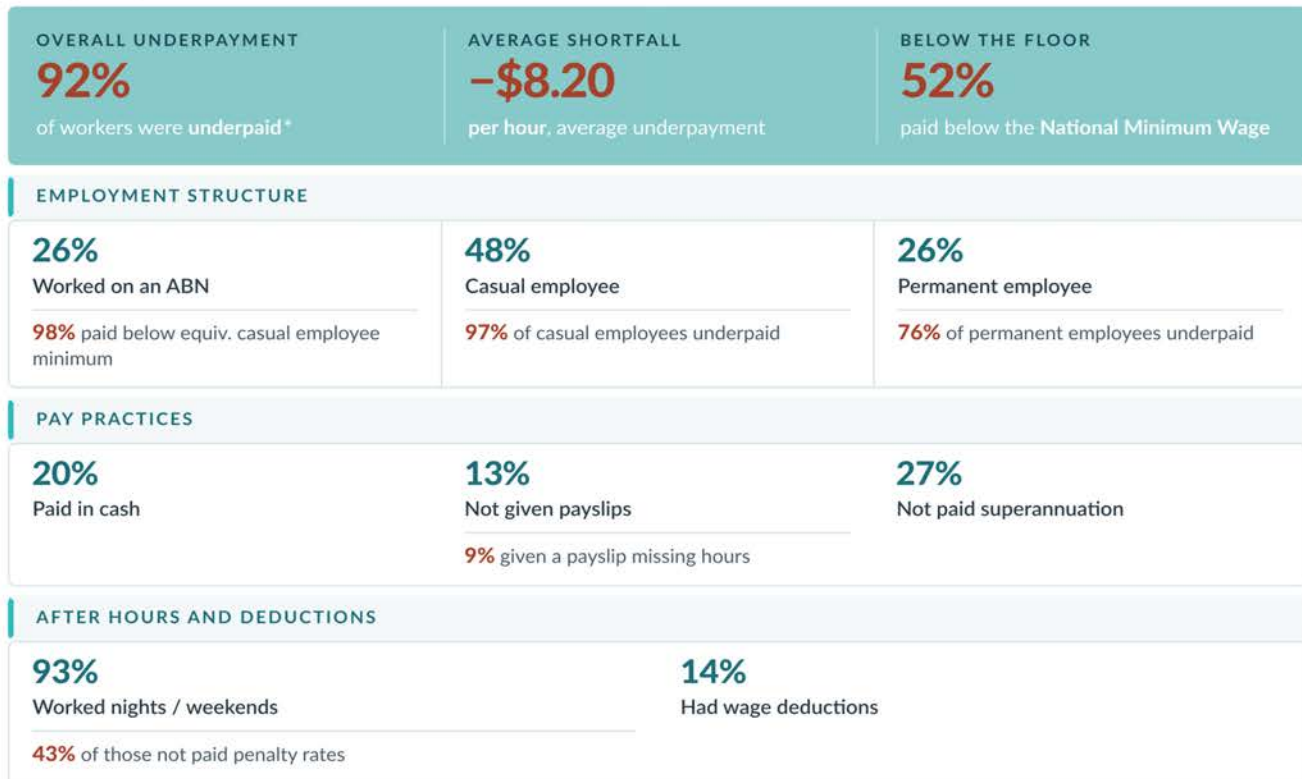 OVERALL UNDERPAYMENT
92%
of workers were underpaid*
AVERAGE SHORTFALL
–$8.20
per hour, average underpayment
BELOW THE FLOOR
52%
paid below the National Minimum Wage
EMPLOYMENT STRUCTURE
26%
Worked on an ABN
98% paid below equiv. casual employee
minimum
48%
Casual employee
97% of casual employees underpaid
26%
Permanent employee
76% of permanent employees underpaid
PAY PRACTICES
20%
Paid in cash
13%
Not given payslips
9% given a payslip missing hours
27%
Not paid superannuation
AFTER HOURS AND DEDUCTIONS
93%
Worked nights / weekends
43% of those not paid penalty rates
14%
Had wage deductions